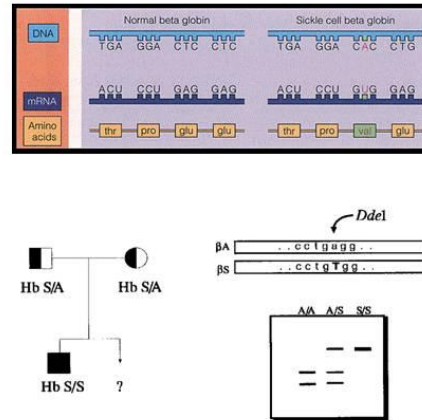 Normal beta globin
Sickle cell beta globin
DNA
TGA GGA CTC CTC
TGA GGA CAC CTG
mRNA
ACU CCU GAG GAG
ACU CCU GUG GAG
Amino
acids
thr pro glu glu
thr pro val glu
DdeI
βA ..cctgagg..
βS ..cctgTgg..
Hb S/A Hb S/A
A/A A/S S/S
Hb S/S ?